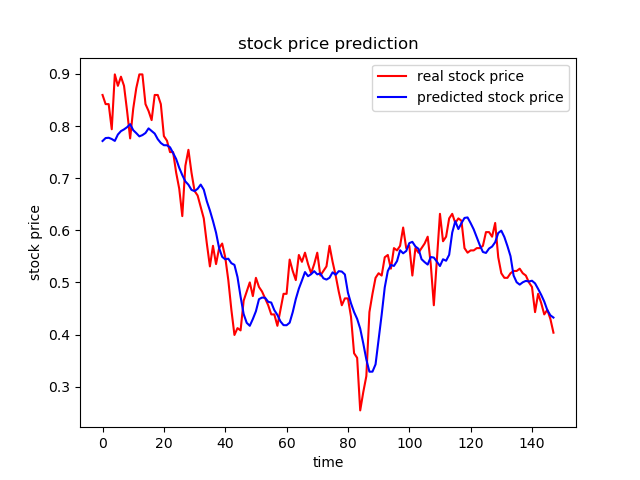 stock price prediction
real stock price
predicted stock price
stock price
0.9
0.8
0.7
0.6
0.5
0.4
0.3
0 20 40 60 80 100 120 140
time